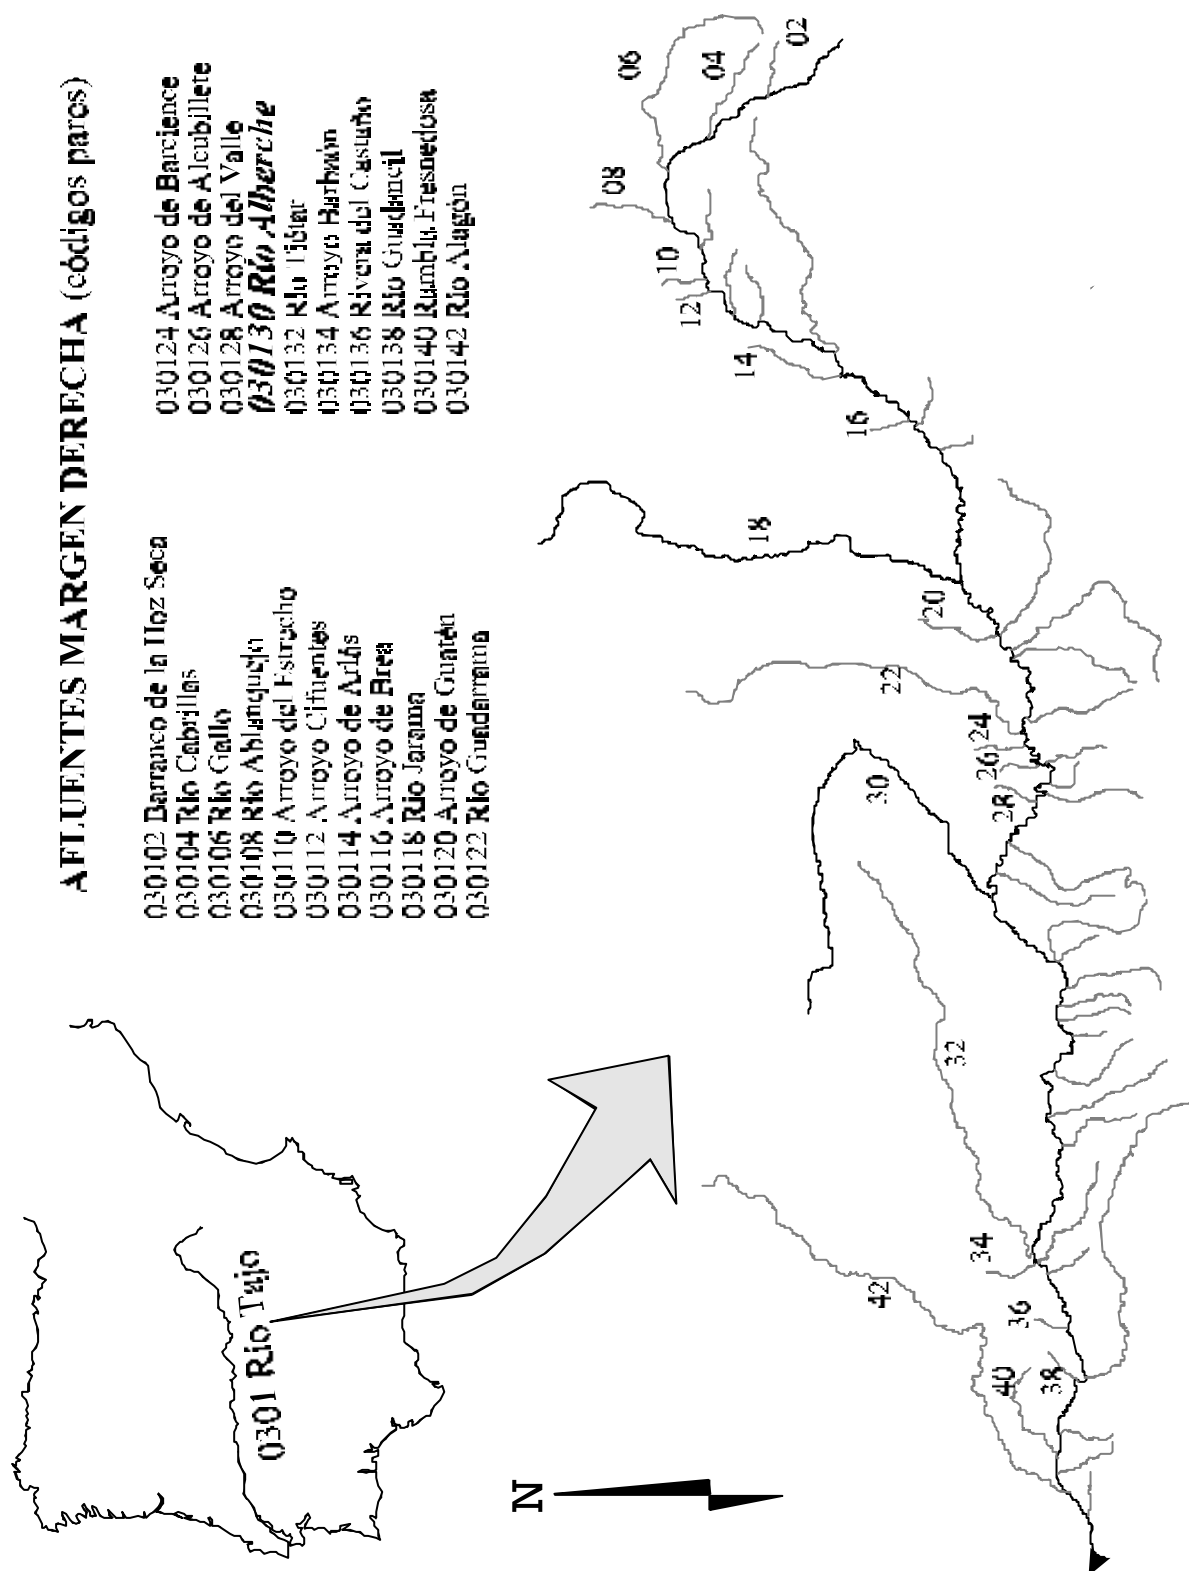 AFLUENTES MARGEN DERECHA (códigos pares)
030102 Barranco de la Hoz Seca
030104 Río Cabrillas
030106 Río Gallo
030108 Río Ablanquejo
030110 Arroyo del Estrecho
030112 Arroyo Cifuentes
030114 Arroyo de Arlás
030116 Arroyo de Brea
030118 Río Jarama
030120 Arroyo de Guatén
030122 Río Guadarrama
030124 Arroyo de Barcience
030126 Arroyo de Alcubillete
030128 Arroyo del Valle
030130 Río Alberche
030132 Río Tiétar
030134 Arroyo Barbaón
030136 Rivera del Castaño
030138 Río Guadancil
030140 Rambla Fresnedosa
030142 Río Alagón
0301 Río Tajo
N
42
40
38
36
34
32
30
28
26
24
22
20
18
16
14
12
10
08
06
04
02